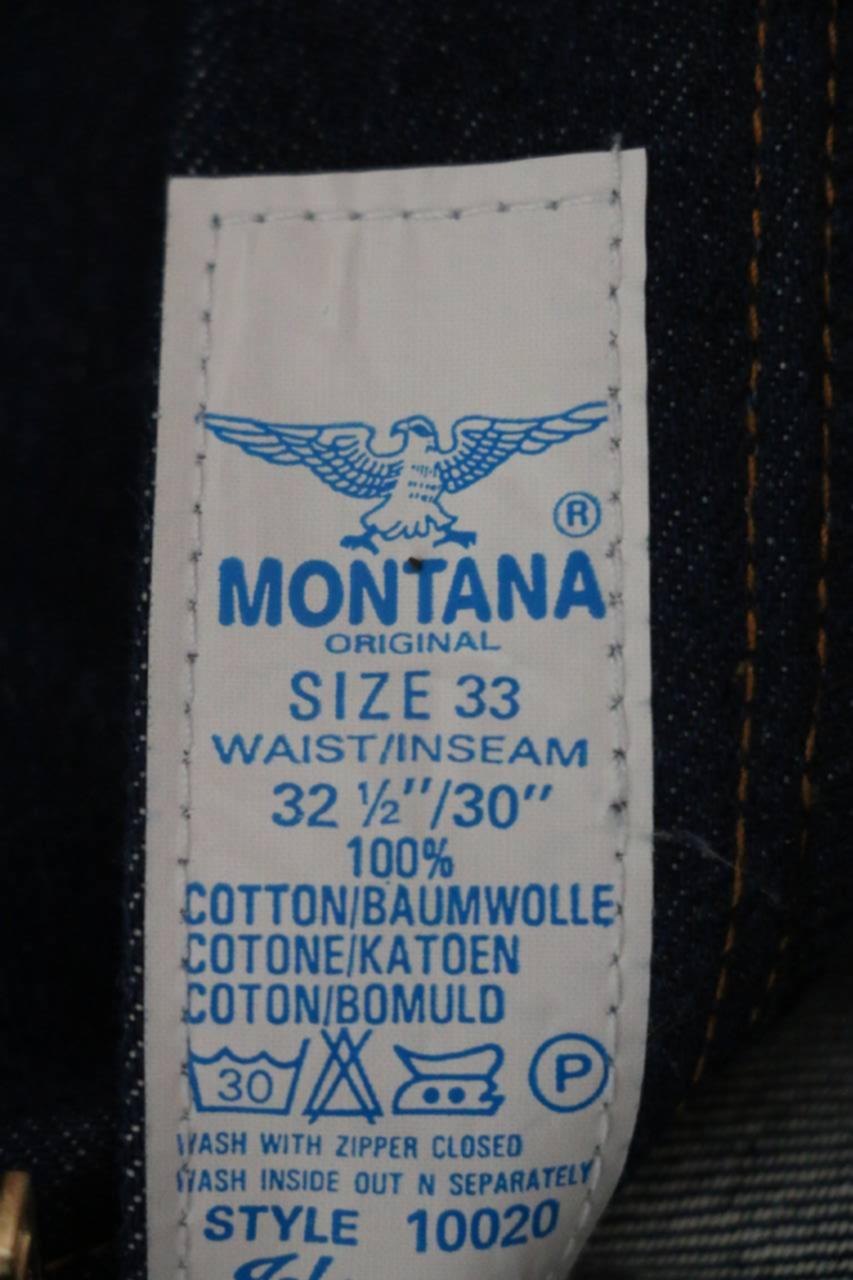 ®
MONTANA
ORIGINAL
SIZE 33
WAIST/INSEAM
32 ½"/30"
100%
COTTON/BAUMWOLLE
COTONE/KATOEN
COTON/BOMULD
30 P
WASH WITH ZIPPER CLOSED
WASH INSIDE OUT N SEPARATELY
STYLE 10020